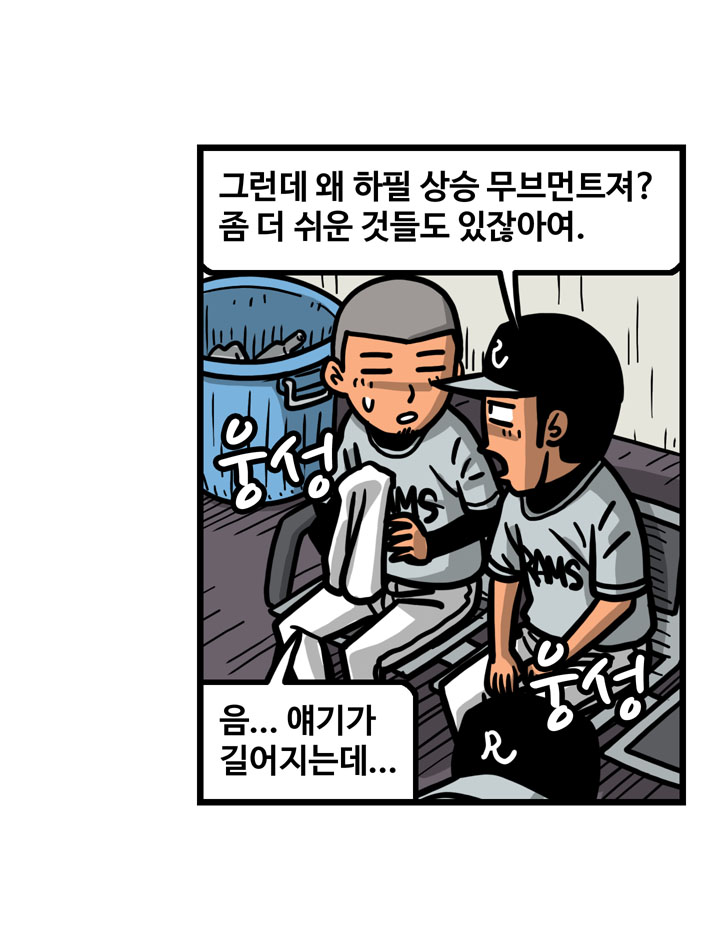 그런데 왜 하필 상승 무브먼트져?
좀 더 쉬운 것들도 있잖아여.
웅성
RAMS
RAMS
웅성
R
음... 얘기가
길어지는데...